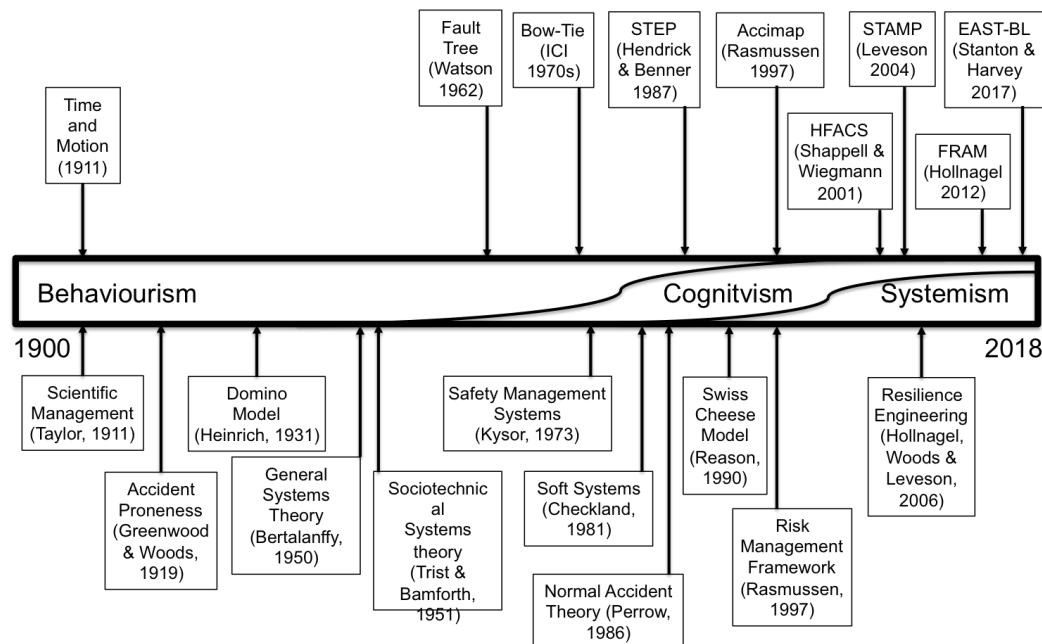 Time
and
Motion
(1911)
Fault
Tree
(Watson
1962)
Bow-Tie
(ICI
1970s)
STEP
(Hendrick
& Benner
1987)
Accimap
(Rasmussen
1997)
HFACS
(Shappell &
Wiegmann
2001)
STAMP
(Leveson
2004)
FRAM
(Hollnagel
2012)
EAST-BL
(Stanton &
Harvey
2017)
Behaviourism
Cognitvism
Systemism
1900
2018
Scientific
Management
(Taylor, 1911)
Accident
Proneness
(Greenwood
& Woods,
1919)
Domino
Model
(Heinrich, 1931)
General
Systems
Theory
(Bertalanffy,
1950)
Sociotechnic
al Systems
theory
(Trist &
Bamforth,
1951)
Safety Management
Systems
(Kysor, 1973)
Soft Systems
(Checkland,
1981)
Normal Accident
Theory (Perrow,
1986)
Swiss
Cheese
Model
(Reason,
1990)
Risk
Management
Framework
(Rasmussen,
1997)
Resilience
Engineering
(Hollnagel,
Woods &
Leveson,
2006)